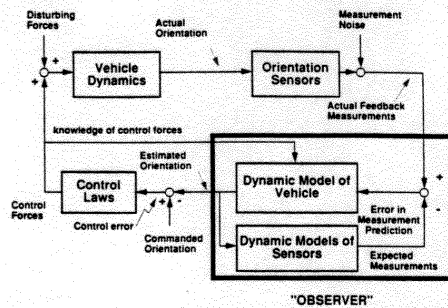 Disturbing
Forces
Actual
Orientation
Measurement
Noise
+
+
Vehicle
Dynamics
Orientation
Sensors
Actual Feedback
Measurements
knowledge of control forces
Estimated
Orientation
Control
Laws
+
-
Dynamic Model of
Vehicle
+
-
Control
Forces
Control error
Commanded
Orientation
Error in
Measurement
Prediction
Dynamic Models of
Sensors
Expected
Measurements
"OBSERVER"